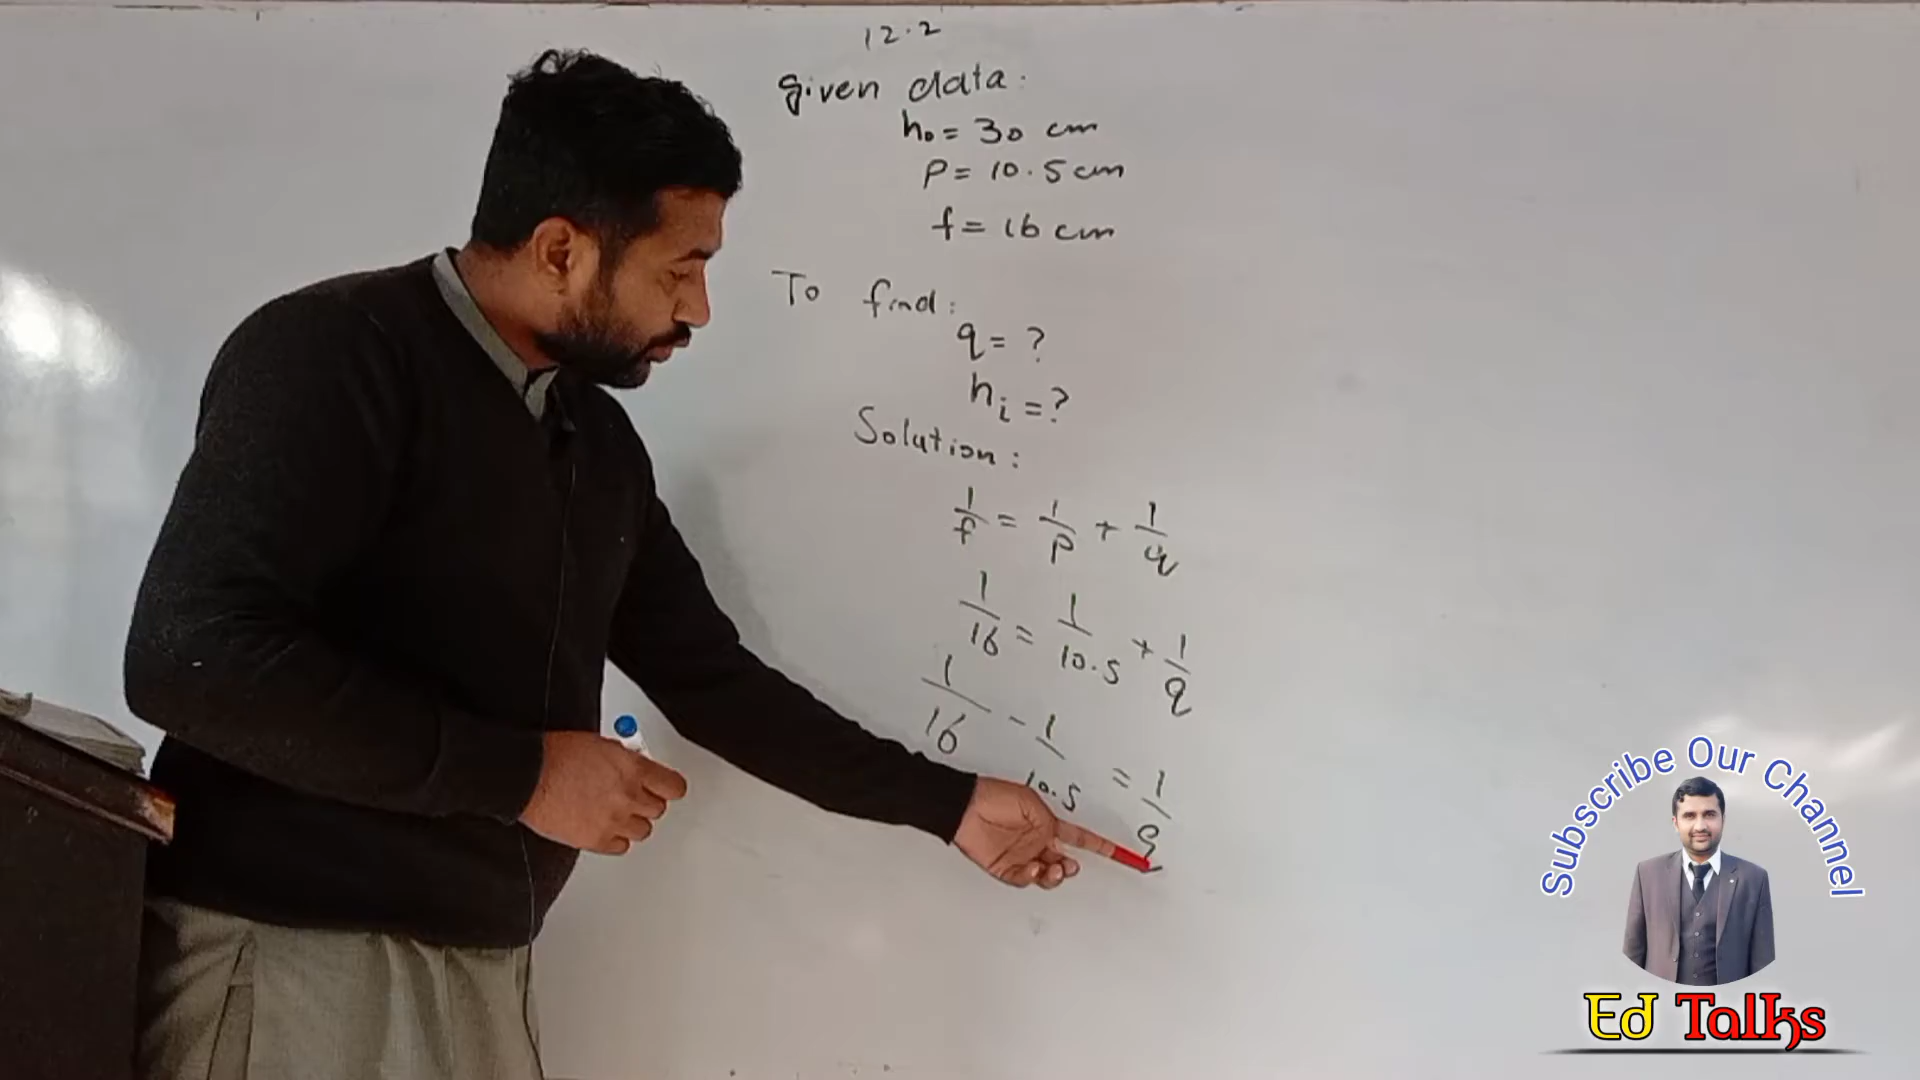 12.2
given data:
h₀ = 30 cm
P = 10.5 cm
f = 16 cm
To find:
q = ?
hᵢ = ?
Solution:
1/f = 1/p + 1/q
1/16 = 1/10.5 + 1/q
1/16 - 1/10.5 = 1/q
Subscribe Our Channel
Ed Talks